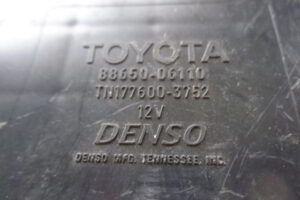 TOYOTA
88650-06110
TN177600-3752
12V
DENSO
DENSO MFG. TENNESSEE, INC.